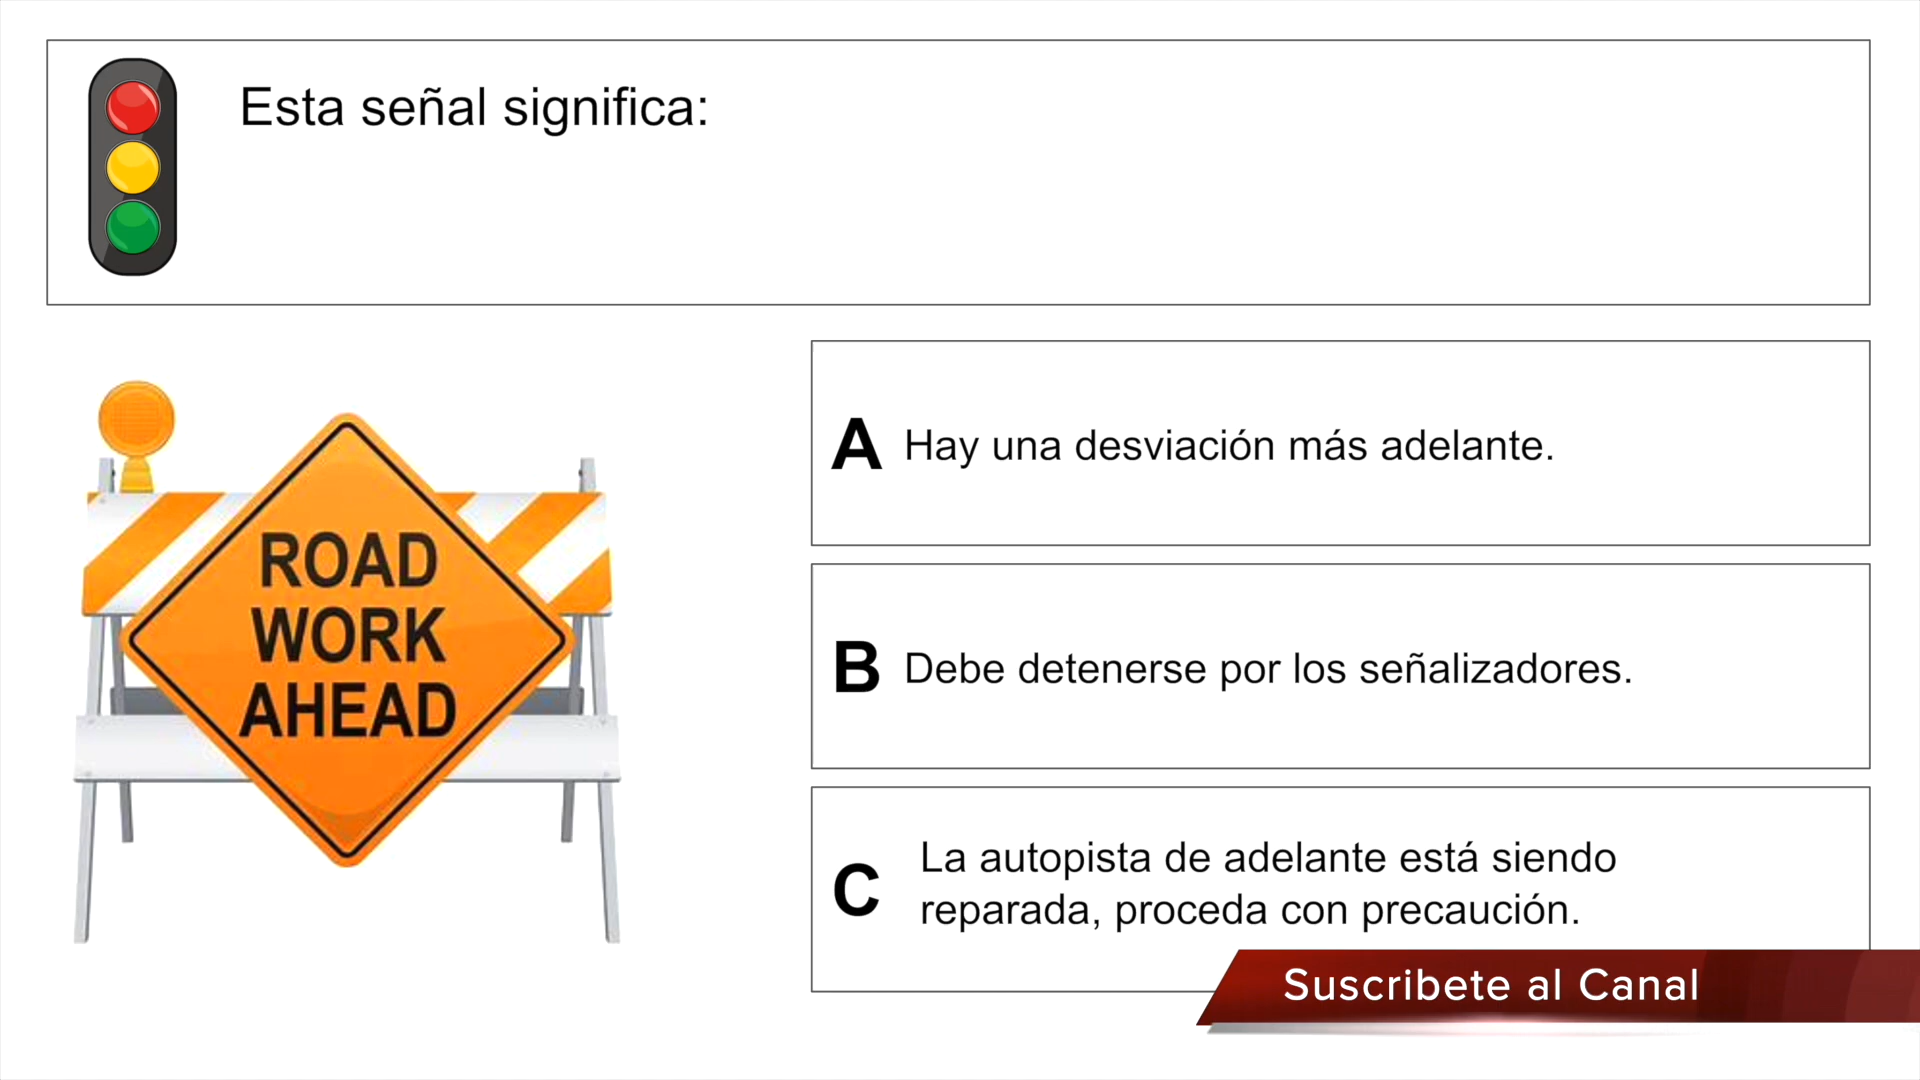 Esta señal significa:
ROAD
WORK
AHEAD
A Hay una desviación más adelante.
B Debe detenerse por los señalizadores.
C La autopista de adelante está siendo
reparada, proceda con precaución.
Suscribete al Canal